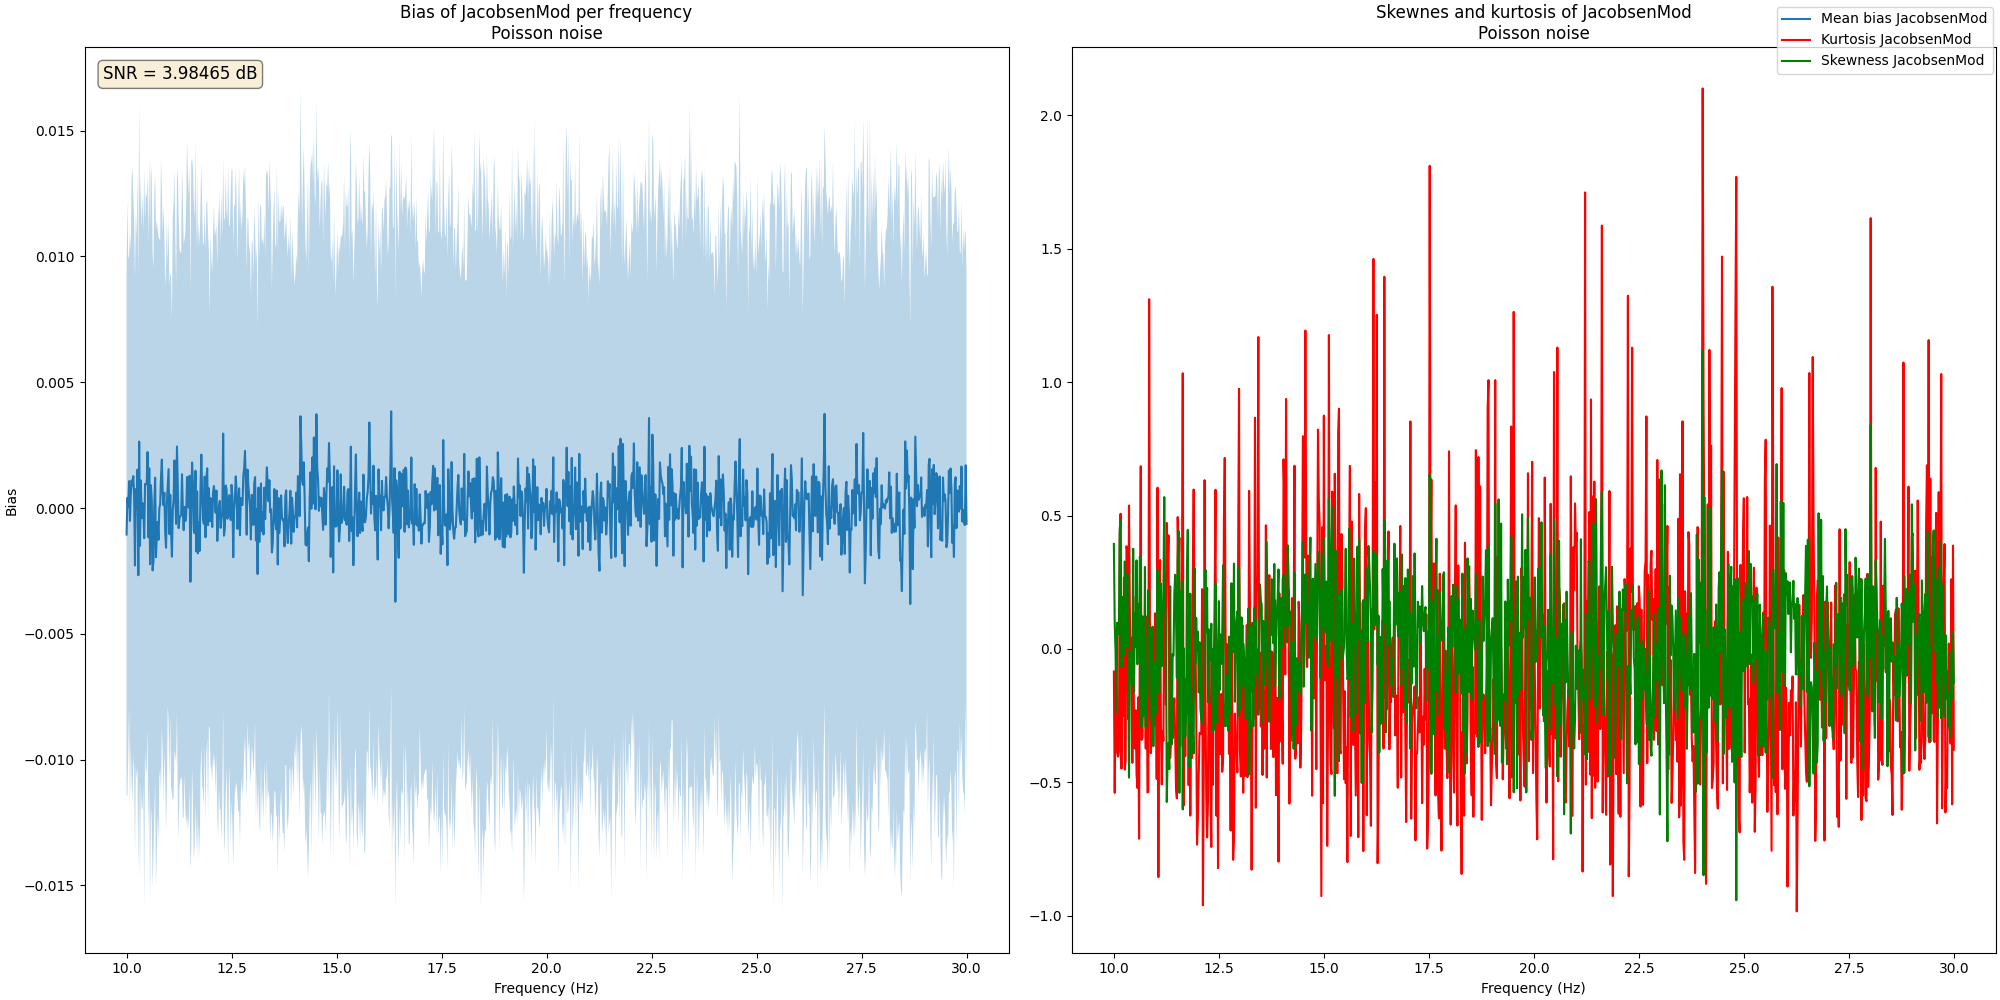 Bias of JacobsenMod per frequency
Poisson noise
SNR = 3.98465 dB
0.015
0.010
0.005
0.000
−0.005
−0.010
−0.015
Bias
10.0 12.5 15.0 17.5 20.0 22.5 25.0 27.5 30.0
Frequency (Hz)
Skewnes and kurtosis of JacobsenMod
Poisson noise
Mean bias JacobsenMod
Kurtosis JacobsenMod
Skewness JacobsenMod
2.0
1.5
1.0
0.5
0.0
−0.5
−1.0
10.0 12.5 15.0 17.5 20.0 22.5 25.0 27.5 30.0
Frequency (Hz)